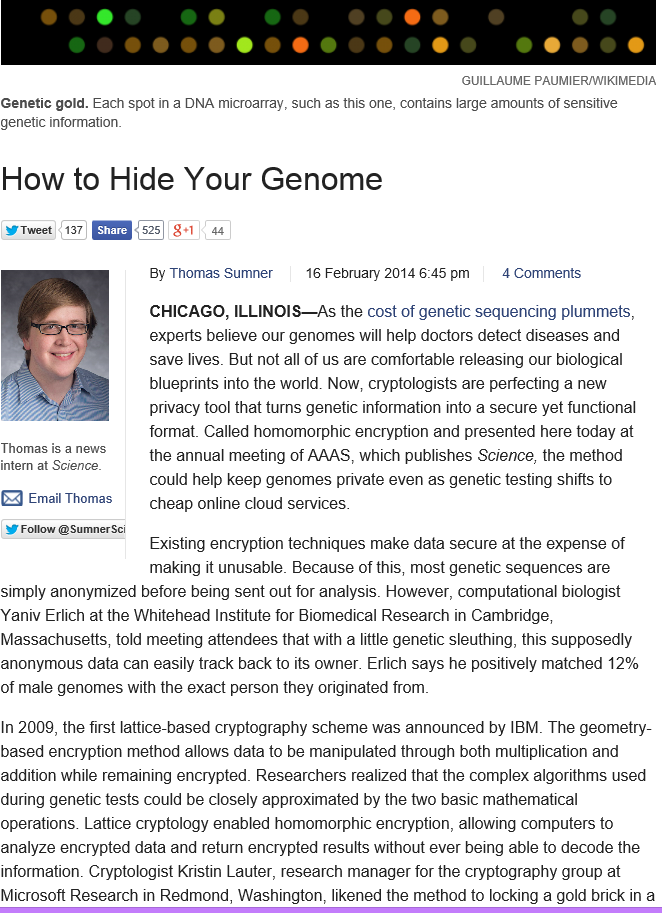 GUILLAUME PAUMIER/WIKIMEDIA
Genetic gold. Each spot in a DNA microarray, such as this one, contains large amounts of sensitive
genetic information.
How to Hide Your Genome
Tweet 137 Share 525 g+1 44
By Thomas Sumner 16 February 2014 6:45 pm 4 Comments
CHICAGO, ILLINOIS—As the cost of genetic sequencing plummets,
experts believe our genomes will help doctors detect diseases and
save lives. But not all of us are comfortable releasing our biological
blueprints into the world. Now, cryptologists are perfecting a new
privacy tool that turns genetic information into a secure yet functional
format. Called homomorphic encryption and presented here today at
the annual meeting of AAAS, which publishes Science, the method
could help keep genomes private even as genetic testing shifts to
cheap online cloud services.
Thomas is a news
intern at Science.
Email Thomas
Follow @SumnerSci
Existing encryption techniques make data secure at the expense of
making it unusable. Because of this, most genetic sequences are
simply anonymized before being sent out for analysis. However, computational biologist
Yaniv Erlich at the Whitehead Institute for Biomedical Research in Cambridge,
Massachusetts, told meeting attendees that with a little genetic sleuthing, this supposedly
anonymous data can easily track back to its owner. Erlich says he positively matched 12%
of male genomes with the exact person they originated from.
In 2009, the first lattice-based cryptography scheme was announced by IBM. The geometry-
based encryption method allows data to be manipulated through both multiplication and
addition while remaining encrypted. Researchers realized that the complex algorithms used
during genetic tests could be closely approximated by the two basic mathematical
operations. Lattice cryptology enabled homomorphic encryption, allowing computers to
analyze encrypted data and return encrypted results without ever being able to decode the
information. Cryptologist Kristin Lauter, research manager for the cryptography group at
Microsoft Research in Redmond, Washington, likened the method to locking a gold brick in a